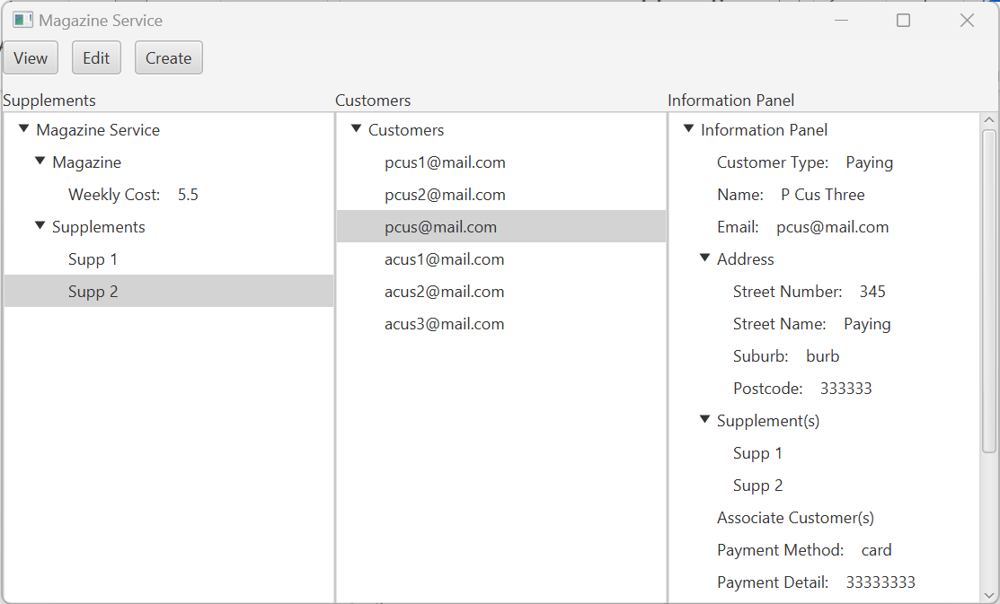 Magazine Service
View Edit Create
Supplements
Magazine Service
Magazine
Weekly Cost: 5.5
Supplements
Supp 1
Supp 2
Customers
Customers
pcus1@mail.com
pcus2@mail.com
pcus@mail.com
acus1@mail.com
acus2@mail.com
acus3@mail.com
Information Panel
Information Panel
Customer Type: Paying
Name: P Cus Three
Email: pcus@mail.com
Address
Street Number: 345
Street Name: Paying
Suburb: burb
Postcode: 333333
Supplement(s)
Supp 1
Supp 2
Associate Customer(s)
Payment Method: card
Payment Detail: 33333333